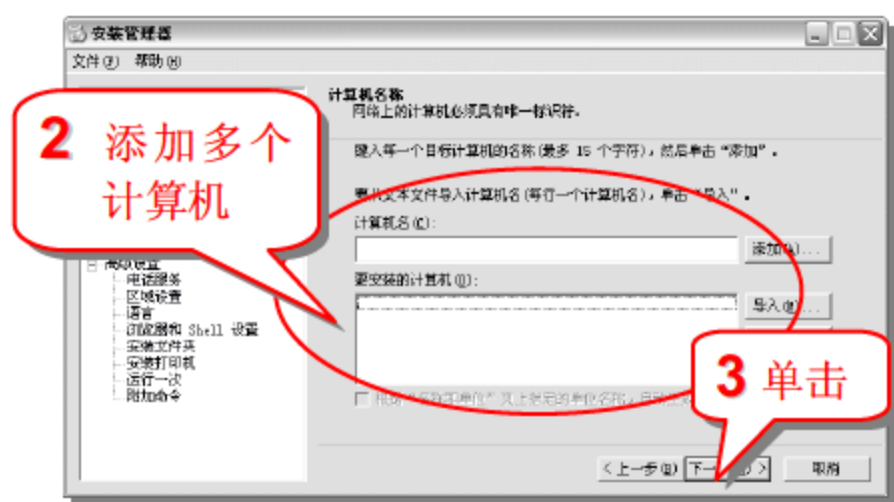 安装管理器
文件(F) 帮助(H)
计算机名称
网络上的计算机必须具有唯一标识符。
键入每一个目标计算机的名称(最多 15 个字符)，然后单击“添加”。
要从文本文件导入计算机名(每行一个计算机名)，单击“导入”。
2 添加多个
计算机
计算机名(C):
添加(A)...
要安装的计算机(Q):
导入(M)...
高级设置
电话服务
区域设置
语言
浏览器和 Shell 设置
安装文件夹
安装打印机
运行一次
附加命令
3 单击
<上一步(B)
下一
取消